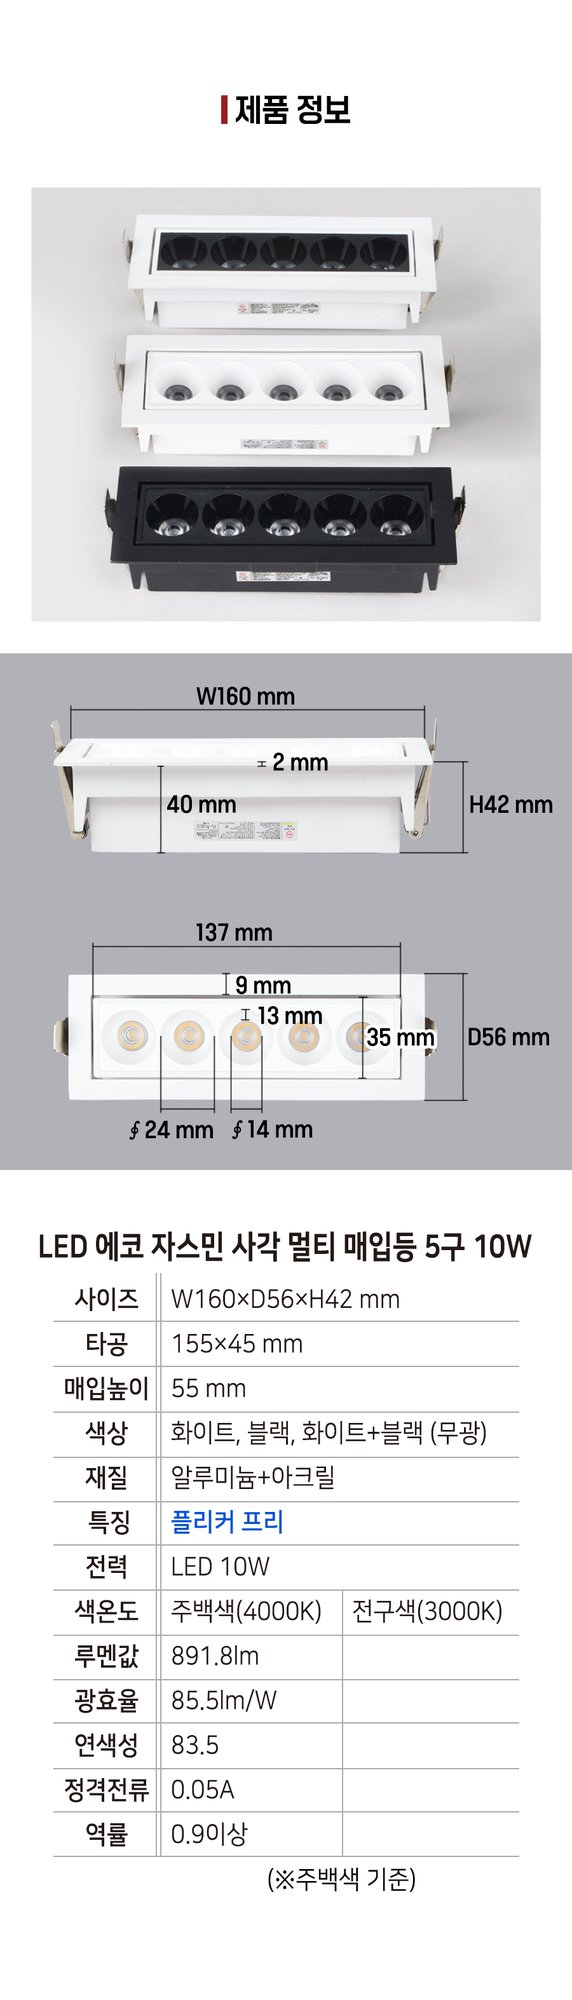 제품 정보
W160 mm
2 mm
40 mm
H42 mm
137 mm
9 mm
13 mm
35 mm
D56 mm
∮ 24 mm
∮ 14 mm
LED 에코 자스민 사각 멀티 매입등 5구 10W
사이즈 W160×D56×H42 mm
타공 155×45 mm
매입높이 55 mm
색상 화이트, 블랙, 화이트+블랙 (무광)
재질 알루미늄+아크릴
특징 플리커 프리
전력 LED 10W
색온도 주백색(4000K) 전구색(3000K)
루멘값 891.8lm
광효율 85.5lm/W
연색성 83.5
정격전류 0.05A
역률 0.9이상
(※주백색 기준)